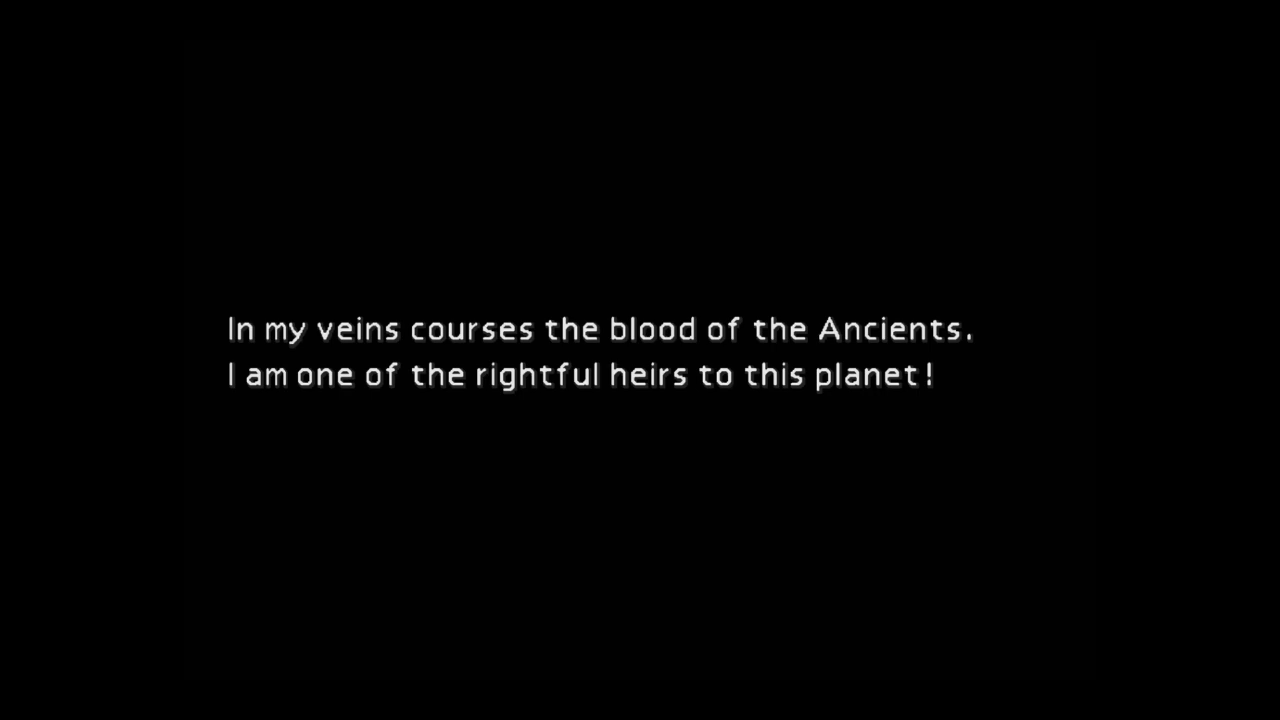 In my veins courses the blood of the Ancients.
I am one of the rightful heirs to this planet!